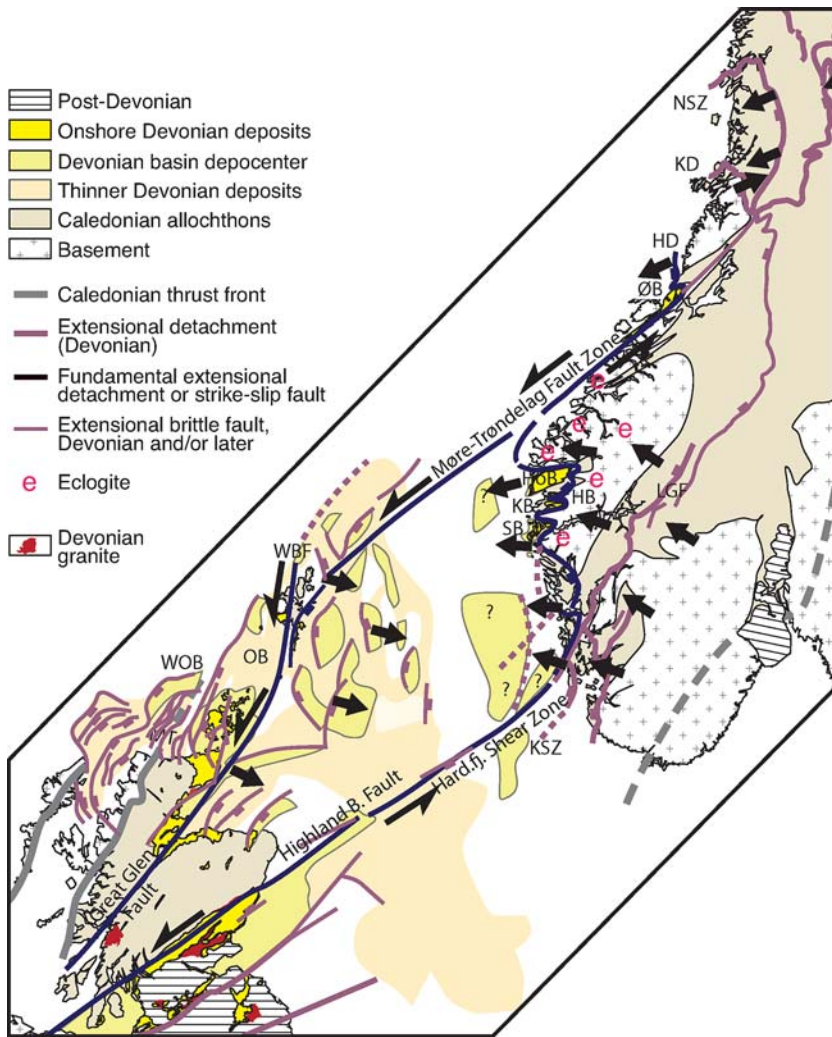 Post-Devonian
Onshore Devonian deposits
Devonian basin depocenter
Thinner Devonian deposits
Caledonian allochthons
Basement
Caledonian thrust front
Extensional detachment
(Devonian)
Fundamental extensional
detachment or strike-slip fault
Extensional brittle fault,
Devonian and/or later
e Eclogite
Devonian
granite
NSZ
KD
HD
ØB
Møre-Trøndelag Fault Zone
e
e
e
e
HoB
e
HB
KB
LGF
SB
e
?
WBF
?
WOB
OB
?
?
MT
KSZ
Hard.fj. Shear Zone
Highland B. Fault
Great Glen
Fault